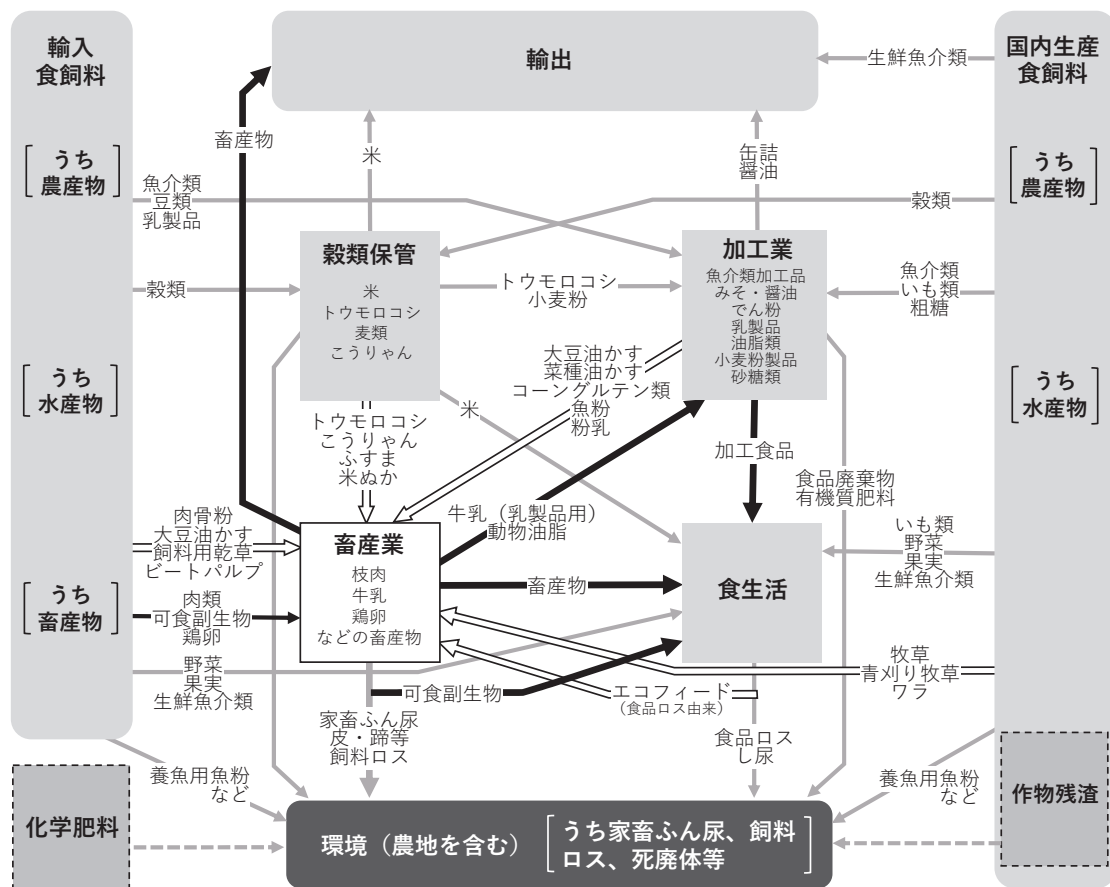 輸入
食飼料
うち
農産物
うち
水産物
うち
畜産物
化学肥料
輸出
国内生産
食飼料
うち
農産物
うち
水産物
作物残渣
生鮮魚介類
畜産物
米
缶詰
醤油
魚介類
豆類
乳製品
穀類
穀類保管
米
トウモロコシ
麦類
こうりゃん
加工業
魚介類加工品
みそ・醤油
でん粉
乳製品
油脂類
小麦粉製品
砂糖類
穀類
トウモロコシ
小麦粉
魚介類
いも類
粗糖
大豆油かす
菜種油かす
コーングルテン類
魚粉
粉乳
米
トウモロコシ
こうりゃん
ふすま
米ぬか
加工食品
食品廃棄物
有機質肥料
牛乳（乳製品用）
動物油脂
肉骨粉
大豆油かす
飼料用乾草
ビートパルプ
畜産業
枝肉
牛乳
鶏卵
などの畜産物
畜産物
食生活
いも類
野菜
果実
生鮮魚介類
肉類
可食副生物
鶏卵
野菜
果実
生鮮魚介類
可食副生物
エコフィード
（食品ロス由来）
牧草
青刈り牧草
ワラ
家畜ふん尿
皮・蹄等
飼料ロス
食品ロス
し尿
養魚用魚粉
など
養魚用魚粉
など
環境（農地を含む）
うち家畜ふん尿、飼料
ロス、死廃体等